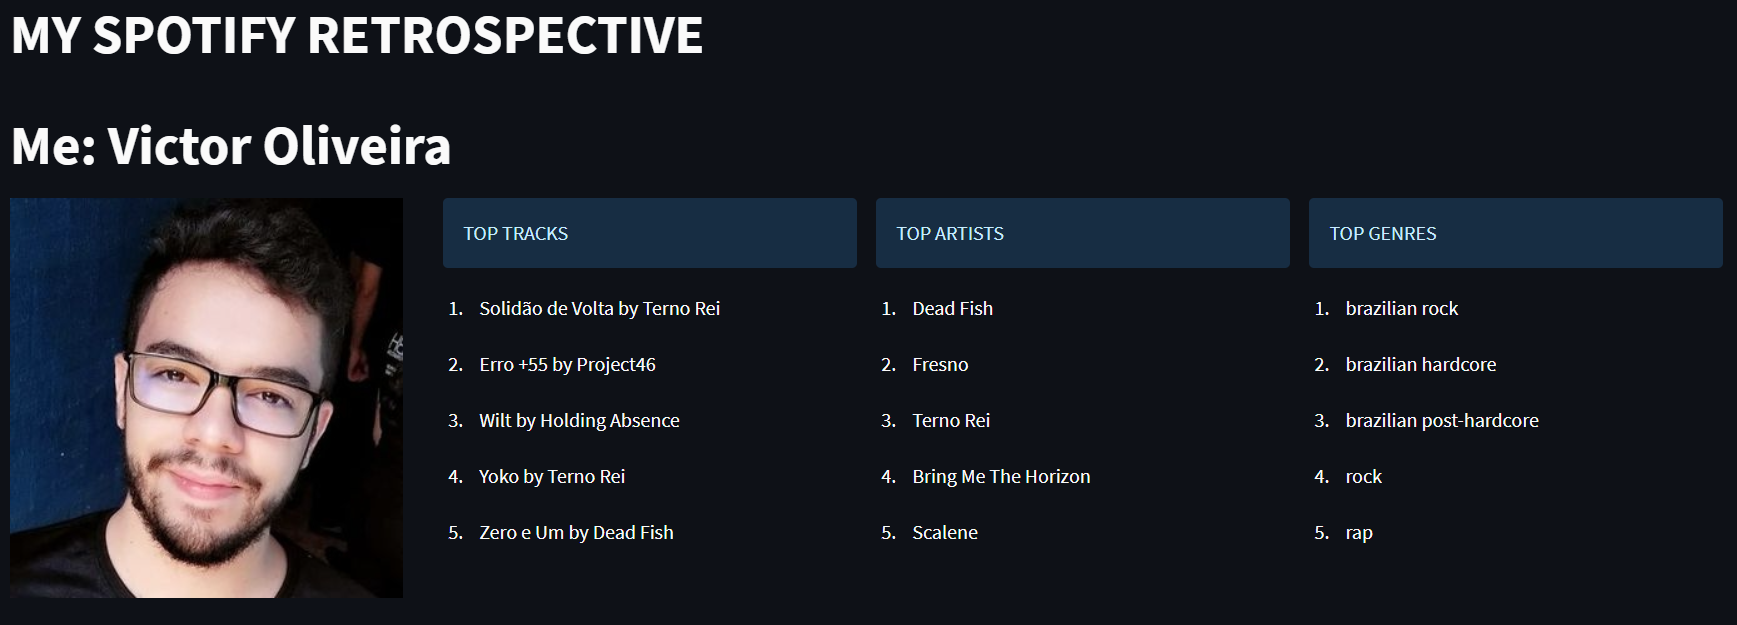 MY SPOTIFY RETROSPECTIVE
Me: Victor Oliveira
TOP TRACKS
1. Solidão de Volta by Terno Rei
2. Erro +55 by Project46
3. Wilt by Holding Absence
4. Yoko by Terno Rei
5. Zero e Um by Dead Fish
TOP ARTISTS
1. Dead Fish
2. Fresno
3. Terno Rei
4. Bring Me The Horizon
5. Scalene
TOP GENRES
1. brazilian rock
2. brazilian hardcore
3. brazilian post-hardcore
4. rock
5. rap